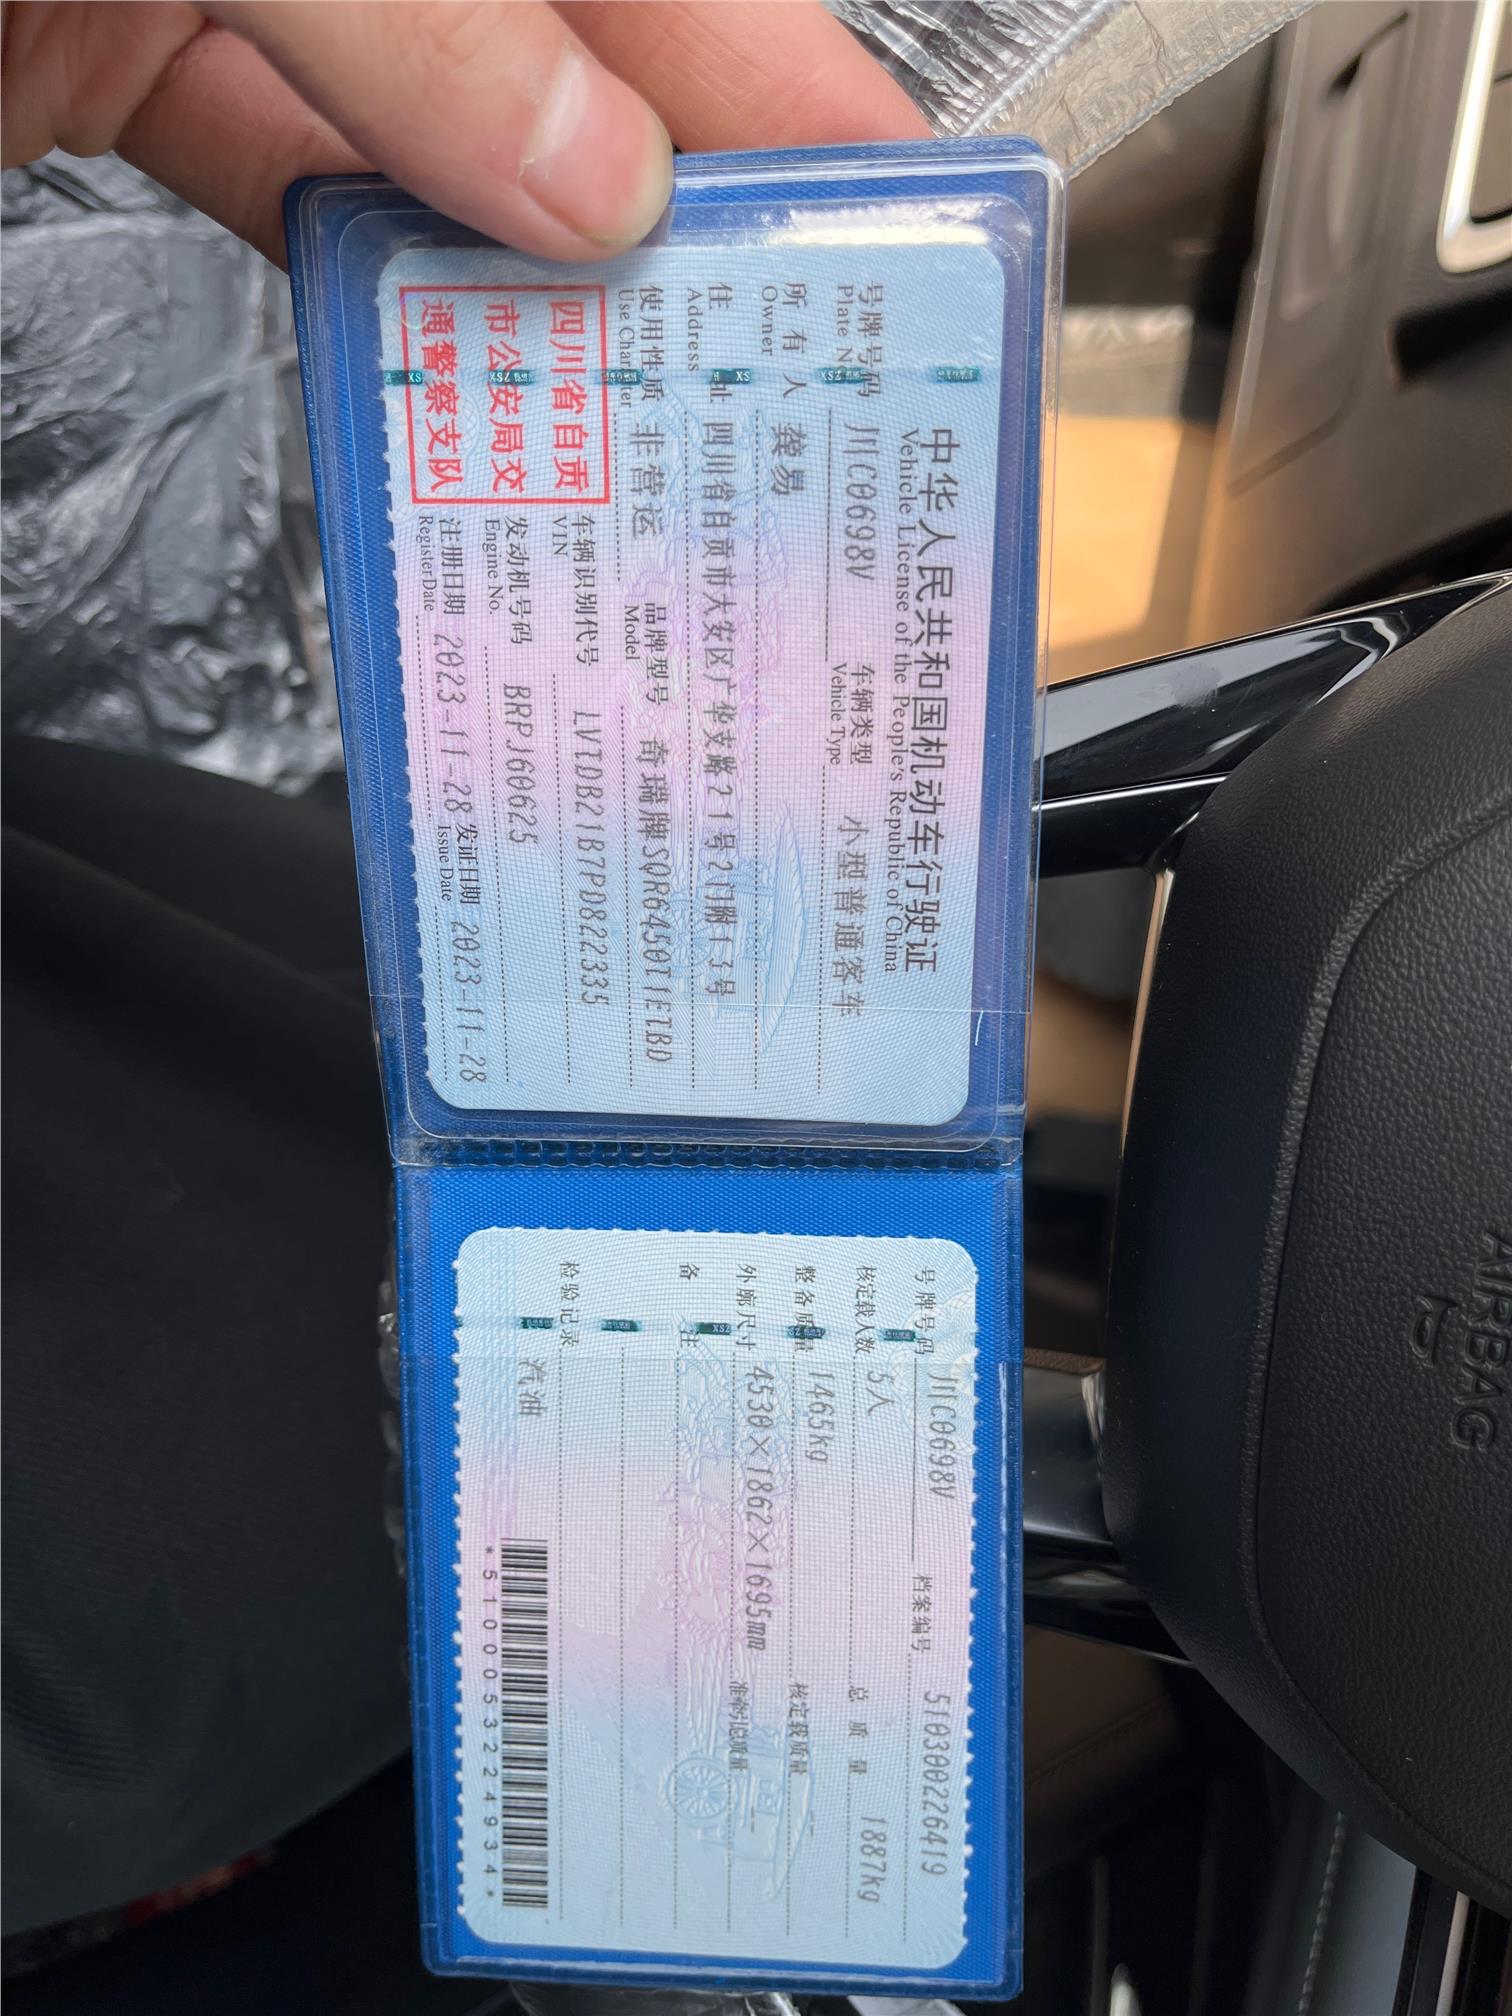 中华人民共和国机动车行驶证
Vehicle License of the People's Republic of China
号牌号码 川C0698V 车辆类型 小型普通客车
Plate N Vehicle Type
所有人 龚易
Owner
住 址 四川省自贡市大安区广华支路21号2门附13号
Address
使用性质 非营运 品牌型号 奇瑞牌SQR6450T1ETBD
Use Character Model
四川省自贡
市公安局交
通警察支队
车辆识别代号 LVTDB21B7PD822335
VIN
发动机号码 BRPJ60625
Engine No.
注册日期 2023-11-28 发证日期 2023-11-28
Register Date Issue Date
号牌号码 川C0698V 档案编号 510300226419
核定载人数 5人 总质量 1887kg
整备质量 1465kg 核定载质量 --
外廓尺寸 4530×1862×1695mm 准牵引总质量 --
备 注
检验记录
汽油
*5100053224934*
AIRBAG